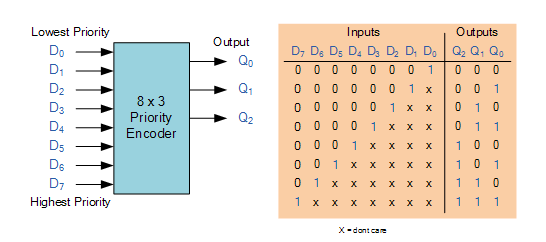 Lowest Priority
D0
D1
D2
D3
D4
D5
D6
D7
Highest Priority
8 x 3
Priority
Encoder
Output
Q0
Q1
Q2
Inputs Outputs
D7 D6 D5 D4 D3 D2 D1 D0 Q2 Q1 Q0
0 0 0 0 0 0 0 1 0 0 0
0 0 0 0 0 0 1 x 0 0 1
0 0 0 0 0 1 x x 0 1 0
0 0 0 0 1 x x x 0 1 1
0 0 0 1 x x x x 1 0 0
0 0 1 x x x x x 1 0 1
0 1 x x x x x x 1 1 0
1 x x x x x x x 1 1 1
X = dont care